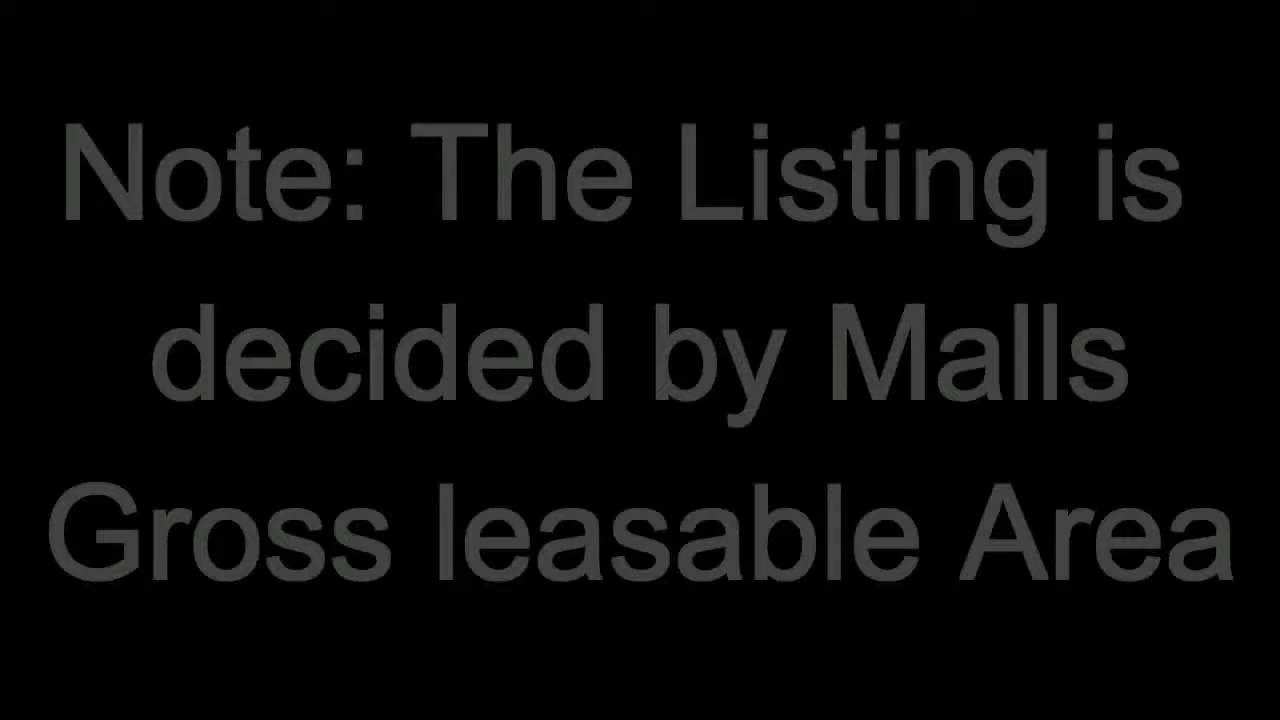 Note: The Listing is
decided by Malls
Gross leasable Area